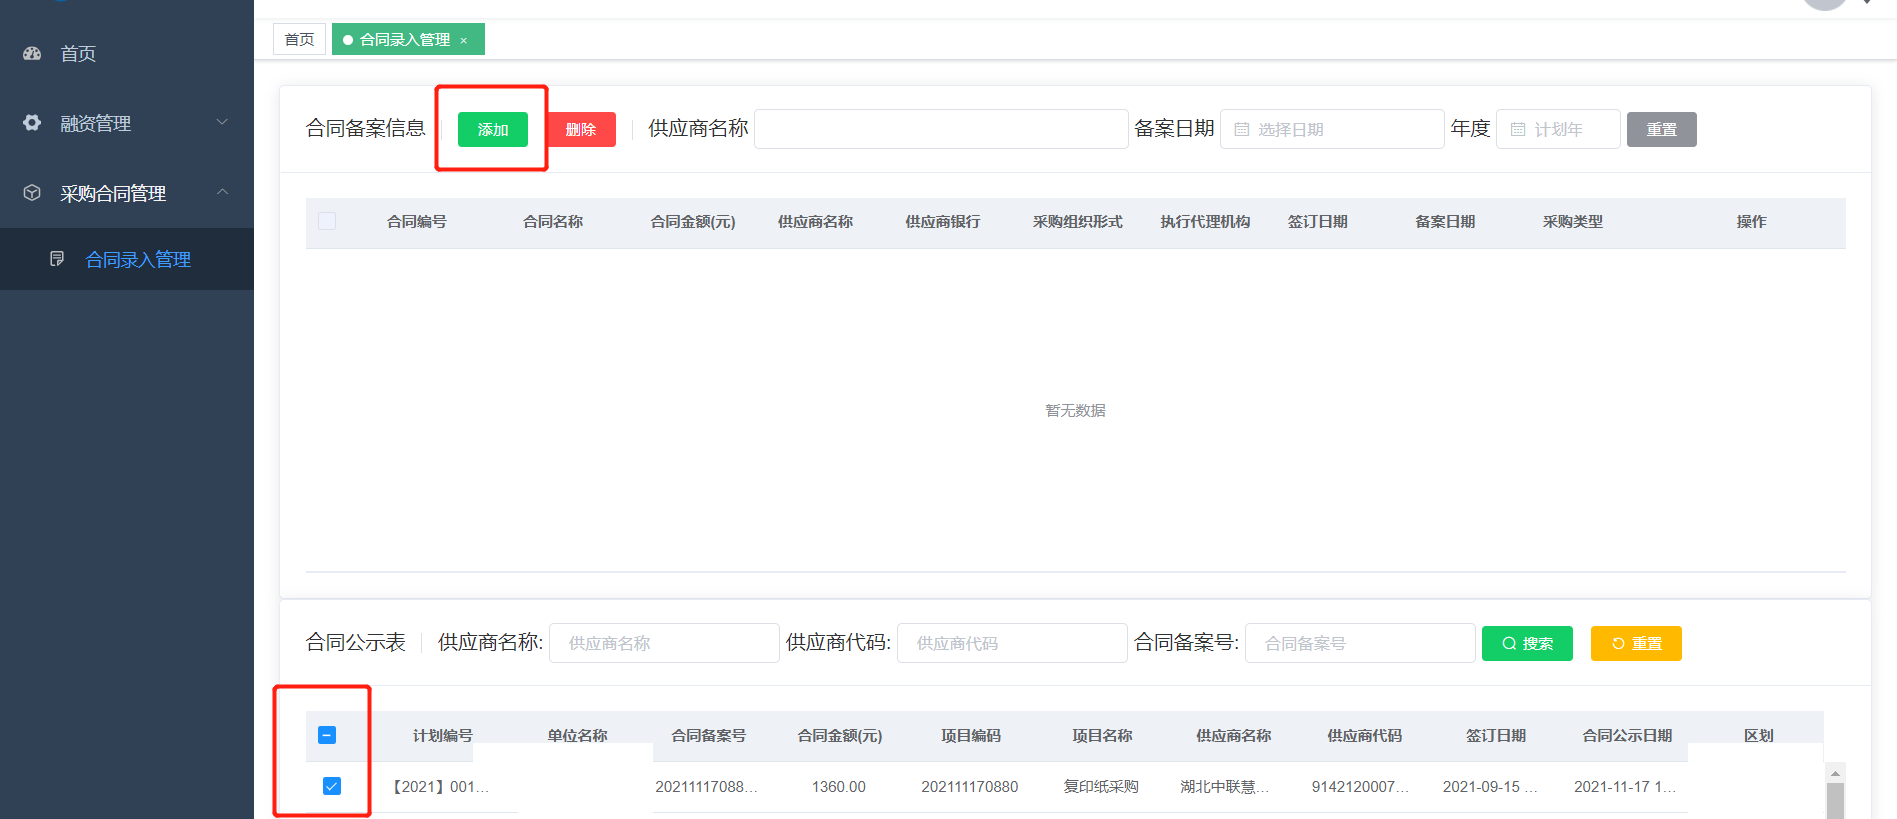 首页
融资管理
采购合同管理
合同录入管理
首页 合同录入管理 ×
合同备案信息 添加 删除 供应商名称 备案日期 选择日期 年度 计划年 重置
合同编号 合同名称 合同金额(元) 供应商名称 供应商银行 采购组织形式 执行代理机构 签订日期 备案日期 采购类型 操作
暂无数据
合同公示表 供应商名称: 供应商名称 供应商代码: 供应商代码 合同备案号: 合同备案号 搜索 重置
计划编号 单位名称 合同备案号 合同金额(元) 项目编码 项目名称 供应商名称 供应商代码 签订日期 合同公示日期 区划
【2021】001... 20211117088... 1360.00 202111170880 复印纸采购 湖北中联慧... 9142120007... 2021-09-15 ... 2021-11-17 1...